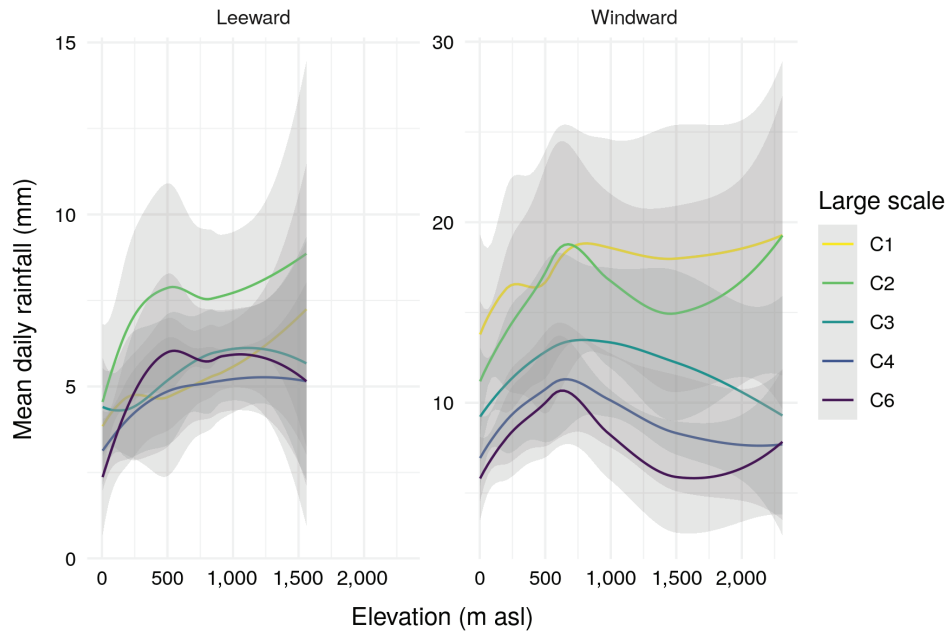 Leeward
Windward
15
10
5
0
30
20
10
0 500 1,000 1,500 2,000
0 500 1,000 1,500 2,000
Mean daily rainfall (mm)
Elevation (m asl)
Large scale
C1
C2
C3
C4
C6